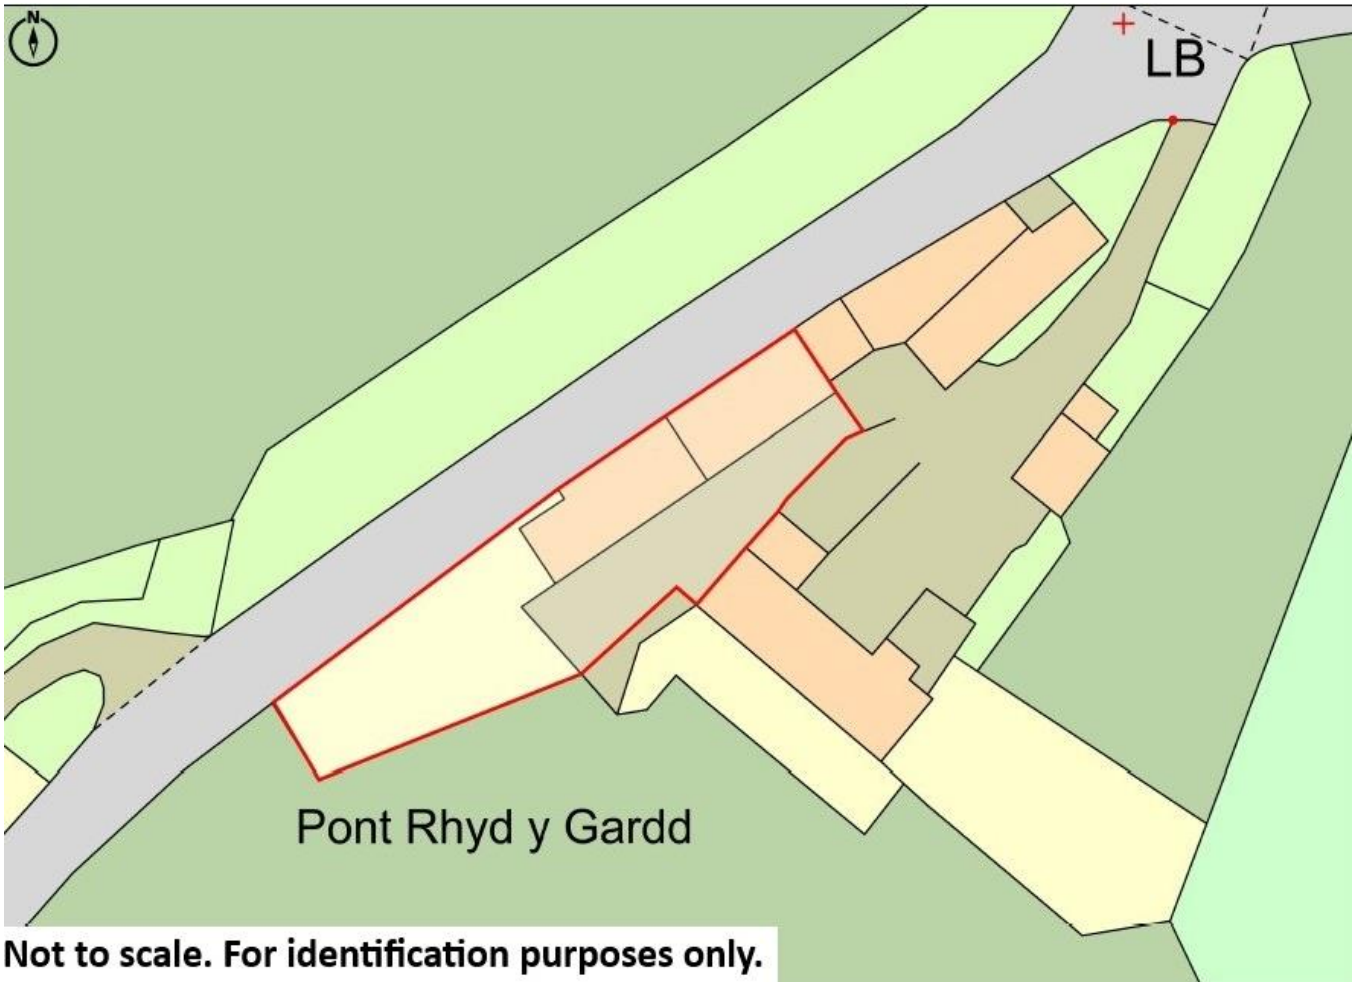 N
LB
Pont Rhyd y Gardd
Not to scale. For identification purposes only.